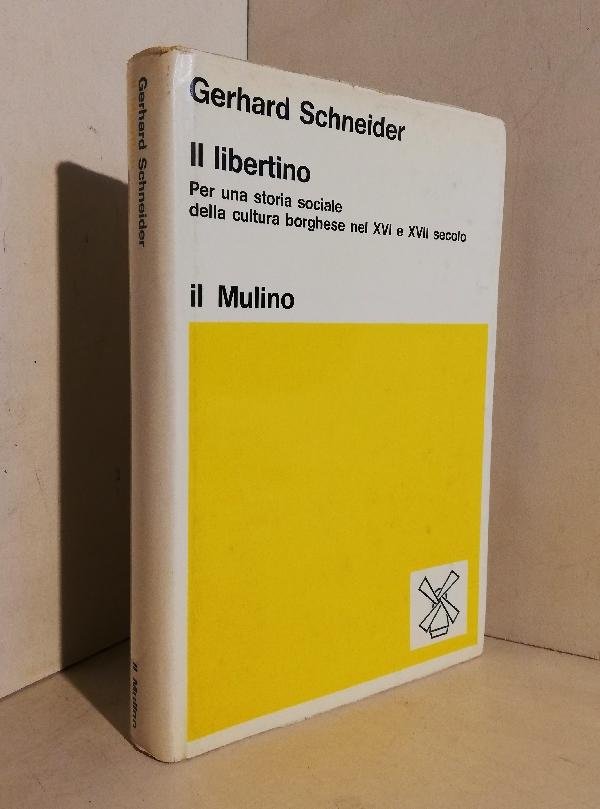 Gerhard Schneider
Il libertino
Per una storia sociale
della cultura borghese nel XVI e XVII secolo
il Mulino
Gerhard Schneider
il Mulino